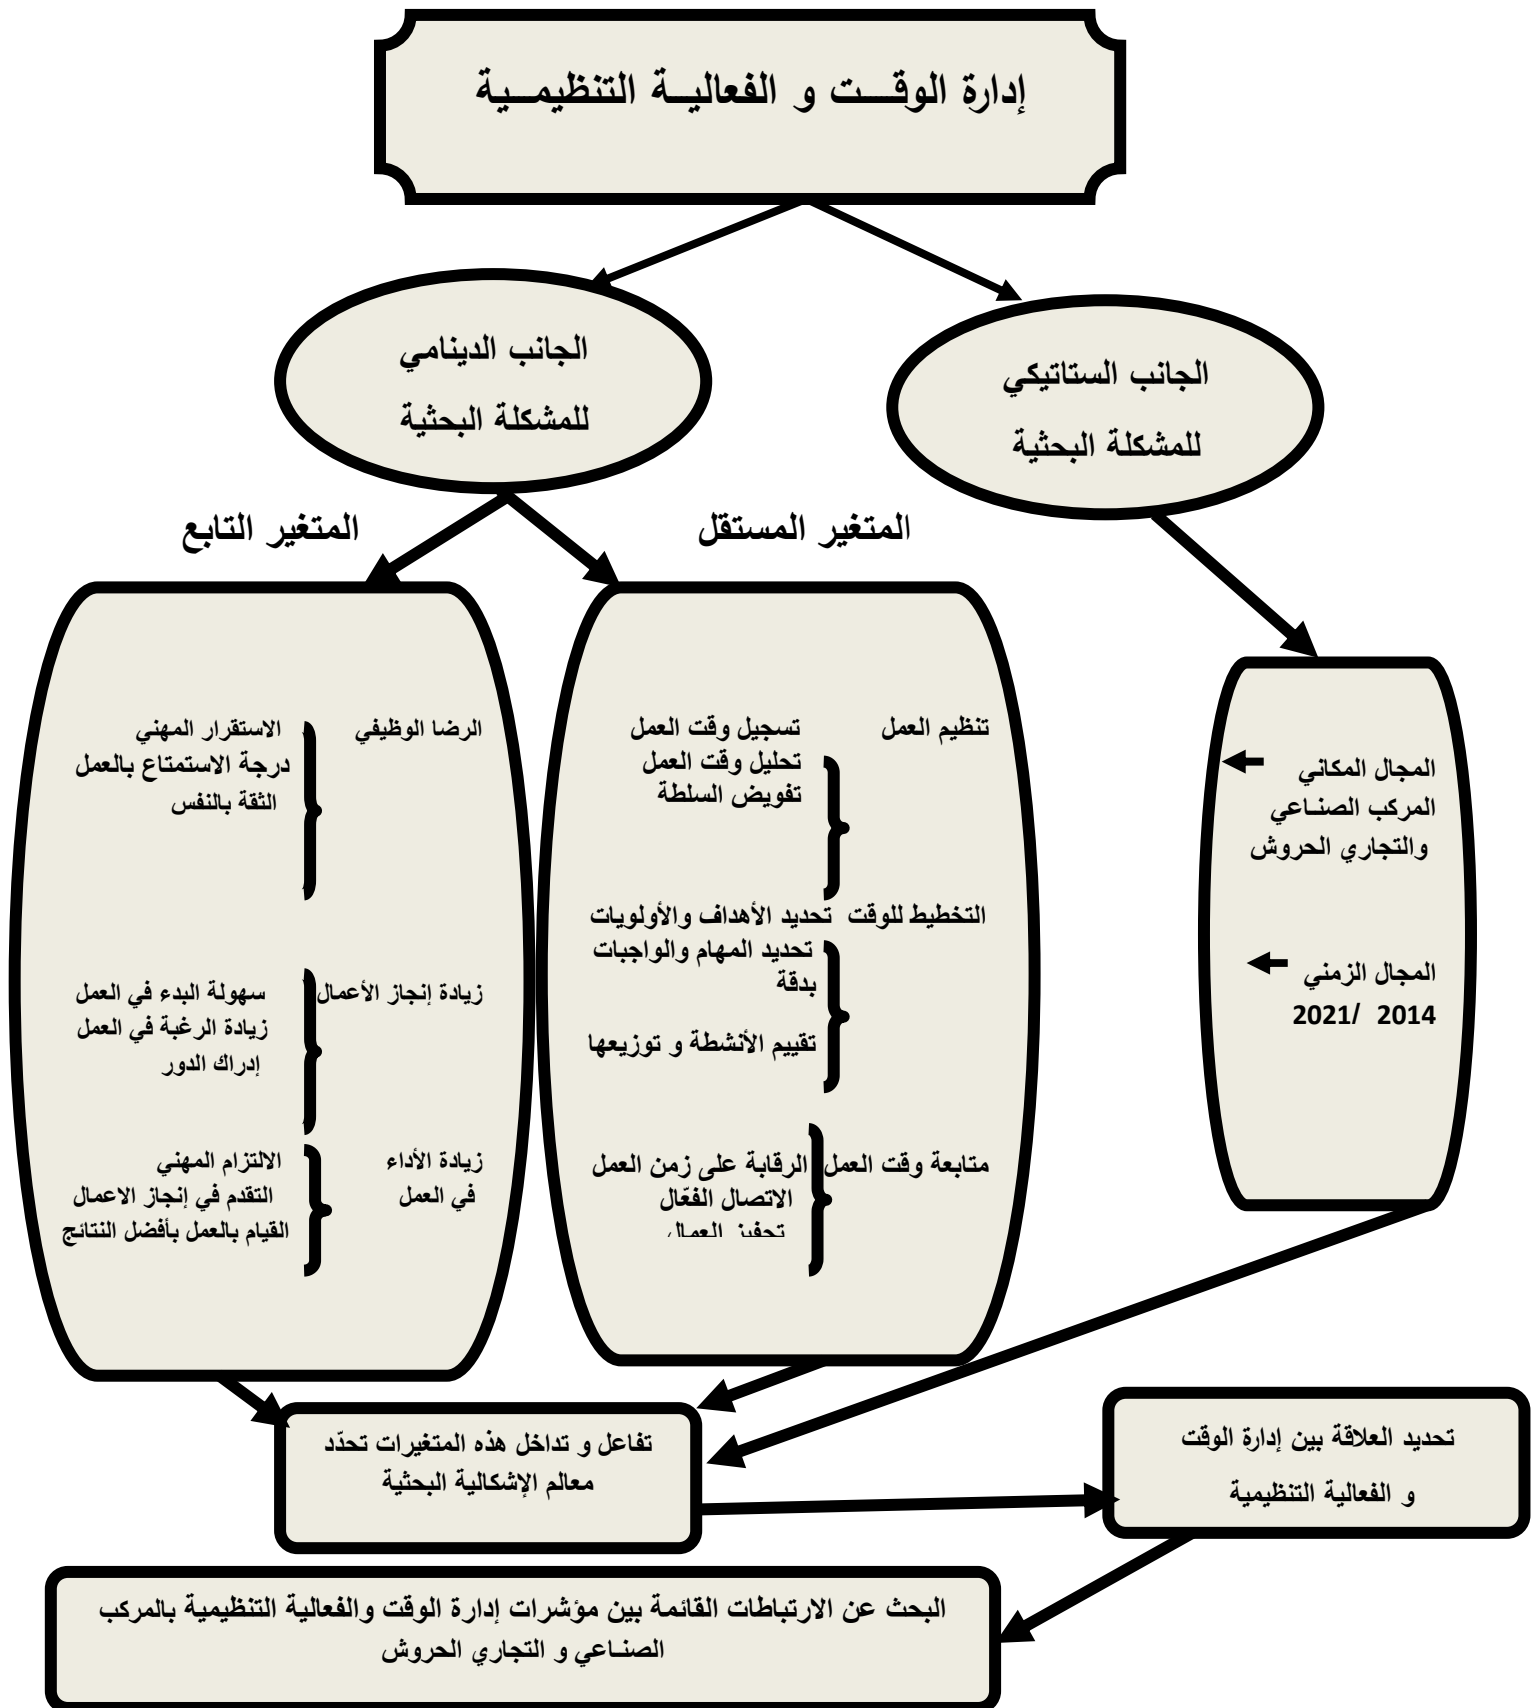 إدارة الوقـــت و الفعاليــة التنظيمــية
الجانب الستاتيكي
للمشكلة البحثية
الجانب الدينامي
للمشكلة البحثية
المتغير المستقل
المتغير التابع
المجال المكاني
المركب الصنـاعي
والتجاري الحروش
المجال الزمني
2021/ 2014
تنظيم العمل تسجيل وقت العمل
تحليل وقت العمل
تفويض السلطة
التخطيط للوقت تحديد الأهداف والأولويات
تحديد المهام والواجبات
بدقة
تقييم الأنشطة و توزيعها
متابعة وقت العمل الرقابة على زمن العمل
الاتصال الفعّال
تحفيز العمال
الرضا الوظيفي الاستقرار المهني
درجة الاستمتاع بالعمل
الثقة بالنفس
زيادة إنجاز الأعمال سهولة البدء في العمل
زيادة الرغبة في العمل
إدراك الدور
زيادة الأداء الالتزام المهني
في العمل التقدم في إنجاز الاعمال
القيام بالعمل بأفضل النتائج
تفاعل و تداخل هذه المتغيرات تحدّد
معالم الإشكالية البحثية
تحديد العلاقة بين إدارة الوقت
و الفعالية التنظيمية
البحث عن الارتباطات القائمة بين مؤشرات إدارة الوقت والفعالية التنظيمية بالمركب
الصنـاعي و التجاري الحروش